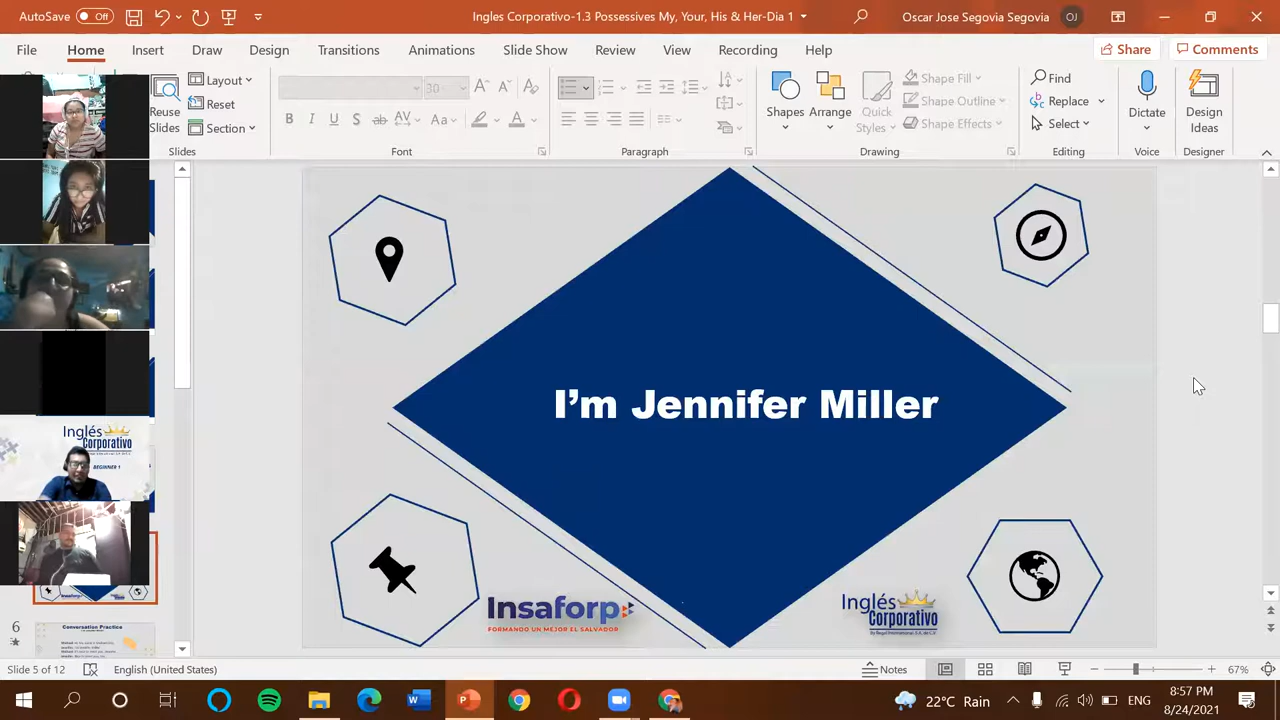 AutoSave Off
Ingles Corporativo-1.3 Possessives My, Your, His & Her-Dia 1
Oscar Jose Segovia Segovia OJ
File Home Insert Draw Design Transitions Animations Slide Show Review View Recording Help
Share Comments
Reuse Slides
Layout
Reset
Section
Slides
Font
Paragraph
Shapes
Arrange
Quick Styles
Shape Fill
Shape Outline
Shape Effects
Drawing
Find
Replace
Select
Editing
Dictate
Voice
Design Ideas
Designer
Inglés
Corporativo
BEGINNER 1
I'm Jennifer Miller
Insaforp
FORMANDO UN MEJOR EL SALVADOR
Inglés
Corporativo
By Regal International, S.A. de C.V.
6
Conversation Practice
Slide 5 of 12
English (United States)
Notes
67%
22°C Rain
ENG
8:57 PM
8/24/2021